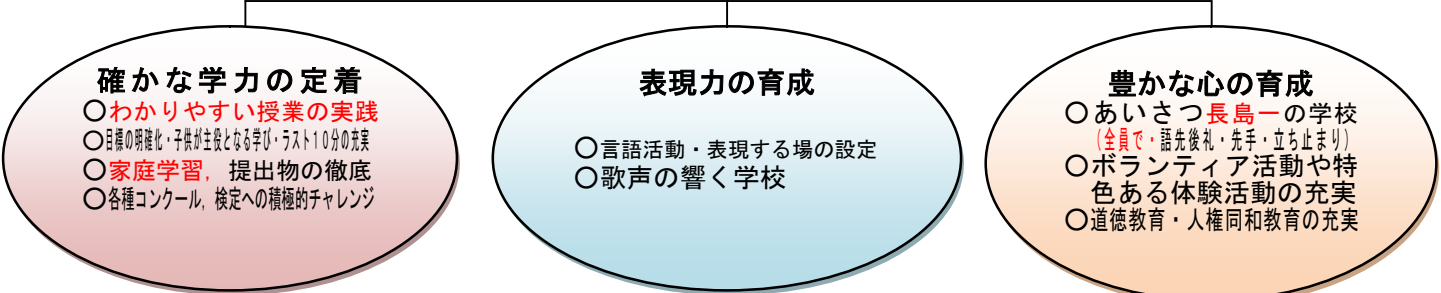 確かな学力の定着
○わかりやすい授業の実践
○目標の明確化・子供が主役となる学び・ラスト１０分の充実
○家庭学習，提出物の徹底
○各種コンクール，検定への積極的チャレンジ
表現力の育成
○言語活動・表現する場の設定
○歌声の響く学校
豊かな心の育成
○あいさつ長島一の学校
（全員で・語先後礼・先手・立ち止まり）
○ボランティア活動や特
色ある体験活動の充実
○道徳教育・人権同和教育の充実